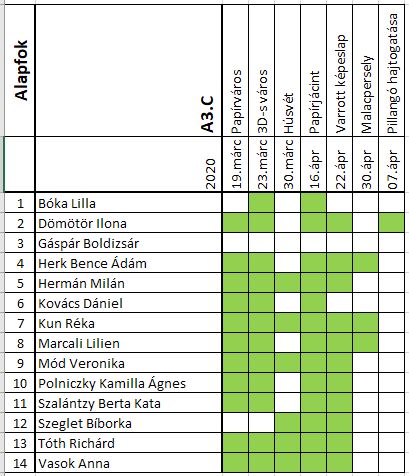 Alapfok
A3.C
2020
19.márc Papírváros
23.márc 3D-s város
30.márc Húsvét
16.ápr Papírjácint
22.ápr Varrott képeslap
30.ápr Malacpersely
07.ápr Pillangó hajtogatása
1 Bóka Lilla
2 Dömötör Ilona
3 Gáspár Boldizsár
4 Herk Bence Ádám
5 Hermán Milán
6 Kovács Dániel
7 Kun Réka
8 Marcali Lilien
9 Mód Veronika
10 Polniczky Kamilla Ágnes
11 Szalántzy Berta Kata
12 Szeglet Bíborka
13 Tóth Richárd
14 Vasok Anna